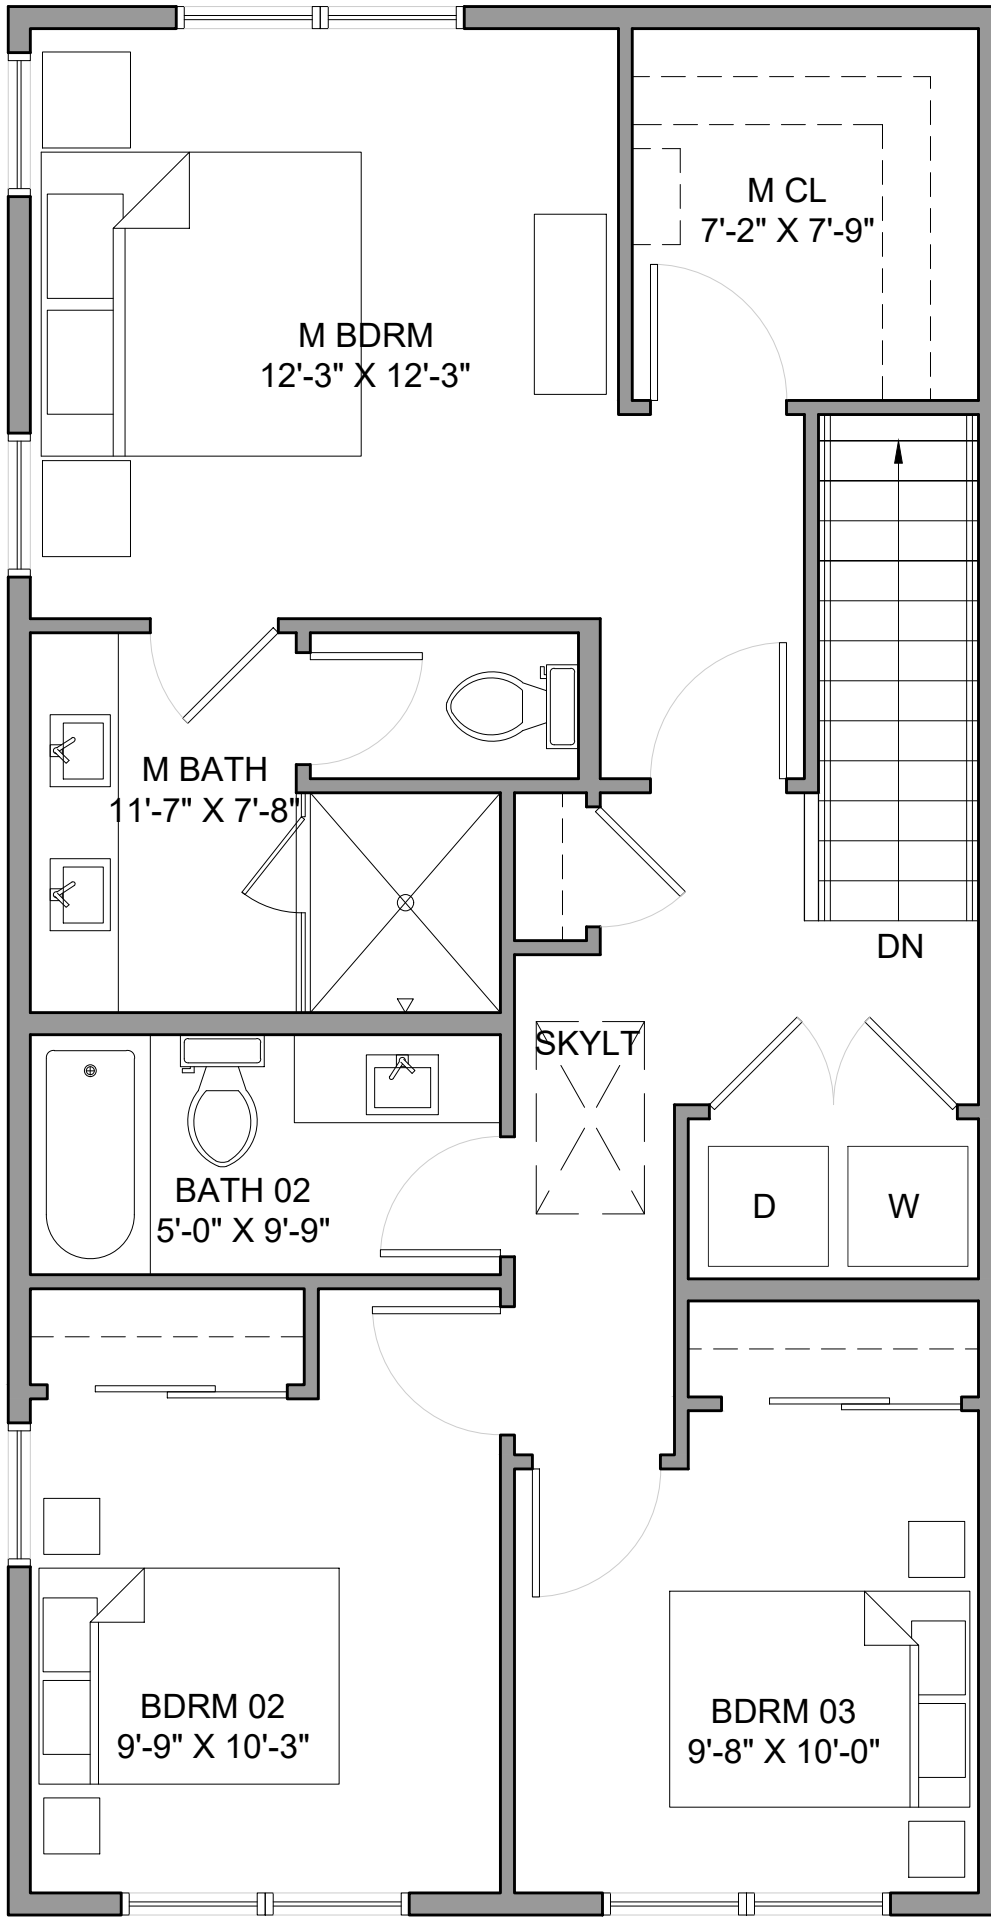 M CL
7'-2" X 7'-9"
M BDRM
12'-3" X 12'-3"
M BATH
11'-7" X 7'-8"
DN
SKYLT
BATH 02
5'-0" X 9'-9"
D
W
BDRM 02
9'-9" X 10'-3"
BDRM 03
9'-8" X 10'-0"